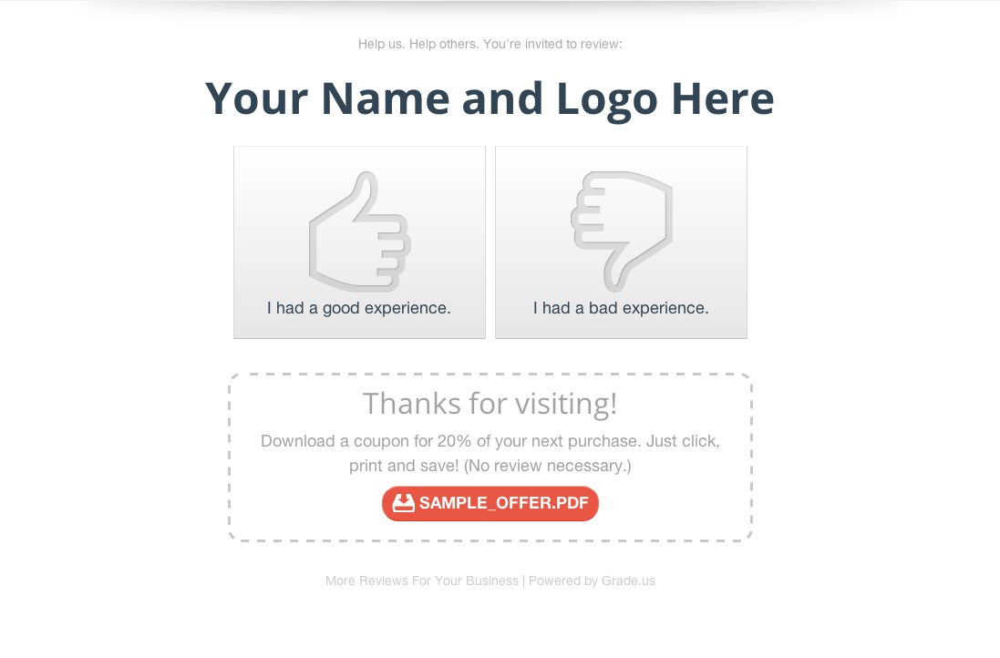 Help us. Help others. You're invited to review:
Your Name and Logo Here
I had a good experience.
I had a bad experience.
Thanks for visiting!
Download a coupon for 20% of your next purchase. Just click,
print and save! (No review necessary.)
SAMPLE_OFFER.PDF
More Reviews For Your Business | Powered by Grade.us